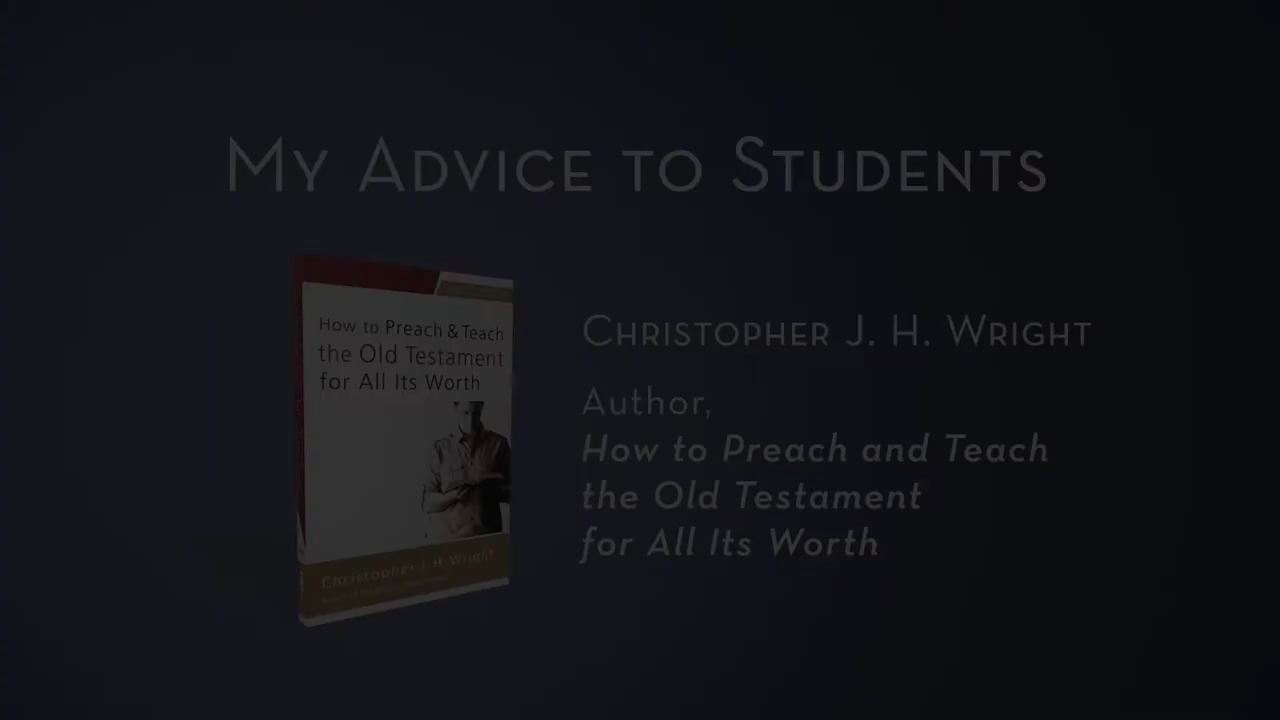 My Advice to Students
How to Preach & Teach
the Old Testament
for All Its Worth
Christopher J. H. Wright
Christopher J. H. Wright
Author,
How to Preach and Teach
the Old Testament
for All Its Worth